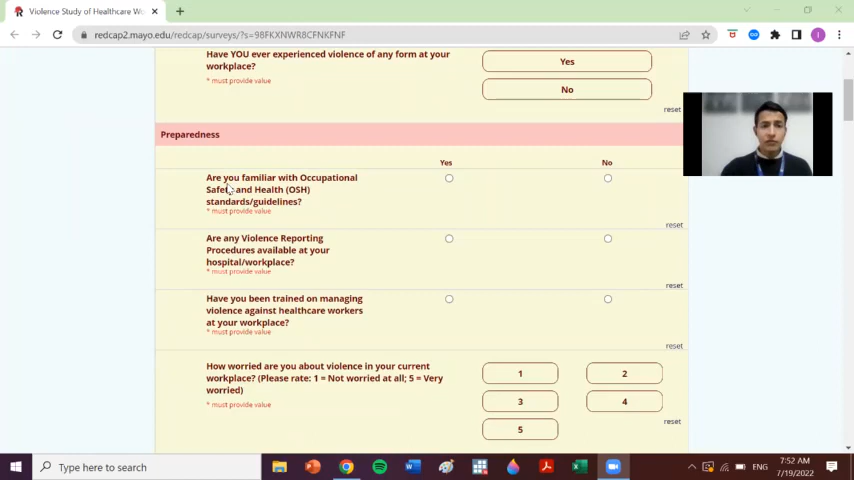 Violence Study of Healthcare Wo
redcap2.mayo.edu/redcap/surveys/?s=98FKXNWR8CFNKFNF
Have YOU ever experienced violence of any form at your
workplace?
* must provide value
Yes
No
reset
Preparedness
Yes No
Are you familiar with Occupational
Safety and Health (OSH)
standards/guidelines?
* must provide value
reset
Are any Violence Reporting
Procedures available at your
hospital/workplace?
* must provide value
reset
Have you been trained on managing
violence against healthcare workers
at your workplace?
* must provide value
reset
How worried are you about violence in your current
workplace? (Please rate: 1 = Not worried at all; 5 = Very
worried)
* must provide value
1 2
3 4
5
reset
Type here to search
ENG
7:52 AM
7/19/2022